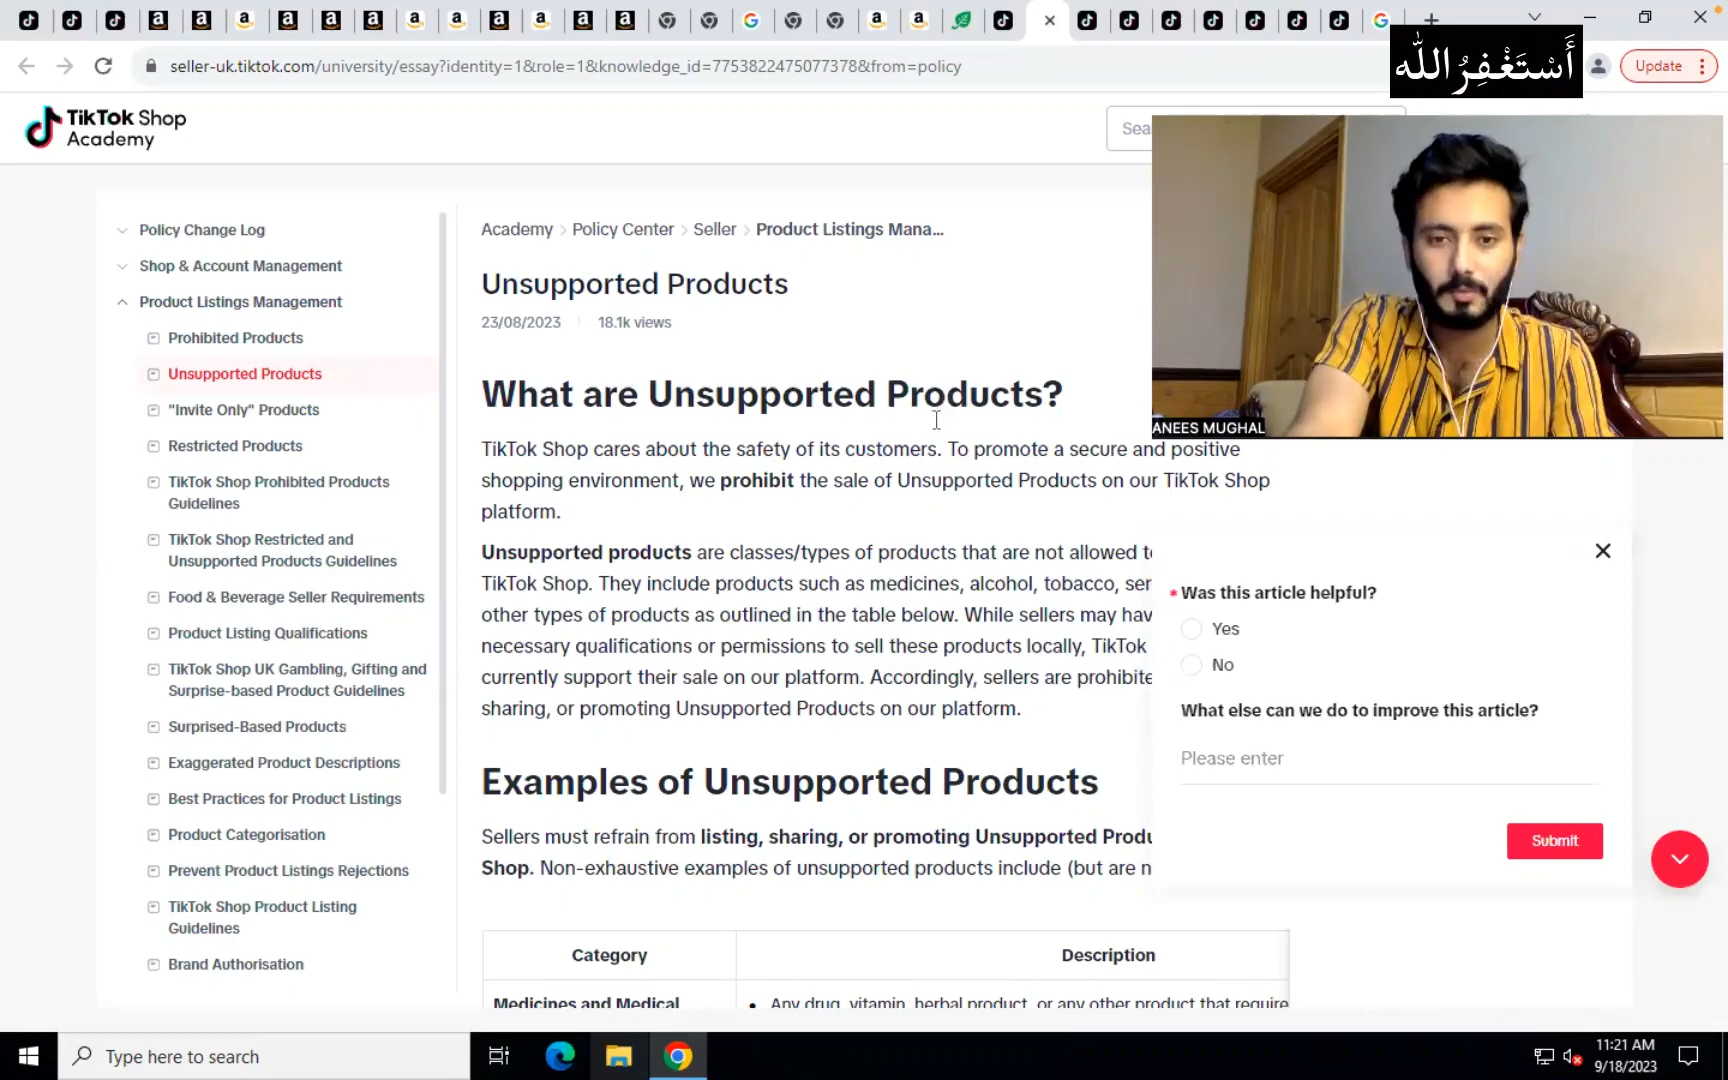 seller-uk.tiktok.com/university/essay?identity=1&role=1&knowledge_id=7753822475077378&from=policy
أَسْتَغْفِرُ اللّٰه
Update
TikTok Shop
Academy
Sea
Policy Change Log
Shop & Account Management
Product Listings Management
Prohibited Products
Unsupported Products
"Invite Only" Products
Restricted Products
TikTok Shop Prohibited Products
Guidelines
TikTok Shop Restricted and
Unsupported Products Guidelines
Food & Beverage Seller Requirements
Product Listing Qualifications
TikTok Shop UK Gambling, Gifting and
Surprise-based Product Guidelines
Surprised-Based Products
Exaggerated Product Descriptions
Best Practices for Product Listings
Product Categorisation
Prevent Product Listings Rejections
TikTok Shop Product Listing
Guidelines
Brand Authorisation
Academy > Policy Center > Seller > Product Listings Mana...
Unsupported Products
23/08/2023 18.1k views
What are Unsupported Products?
TikTok Shop cares about the safety of its customers. To promote a secure and positive
shopping environment, we prohibit the sale of Unsupported Products on our TikTok Shop
platform.
Unsupported products are classes/types of products that are not allowed t
TikTok Shop. They include products such as medicines, alcohol, tobacco, ser
other types of products as outlined in the table below. While sellers may hav
necessary qualifications or permissions to sell these products locally, TikTok
currently support their sale on our platform. Accordingly, sellers are prohibite
sharing, or promoting Unsupported Products on our platform.
Examples of Unsupported Products
Sellers must refrain from listing, sharing, or promoting Unsupported Produ
Shop. Non-exhaustive examples of unsupported products include (but are n
Category Description
Medicines and Medical • Any drug, vitamin, herbal product, or any other product that require
ANEES MUGHAL
* Was this article helpful?
Yes
No
What else can we do to improve this article?
Please enter
Submit
Type here to search
11:21 AM
9/18/2023